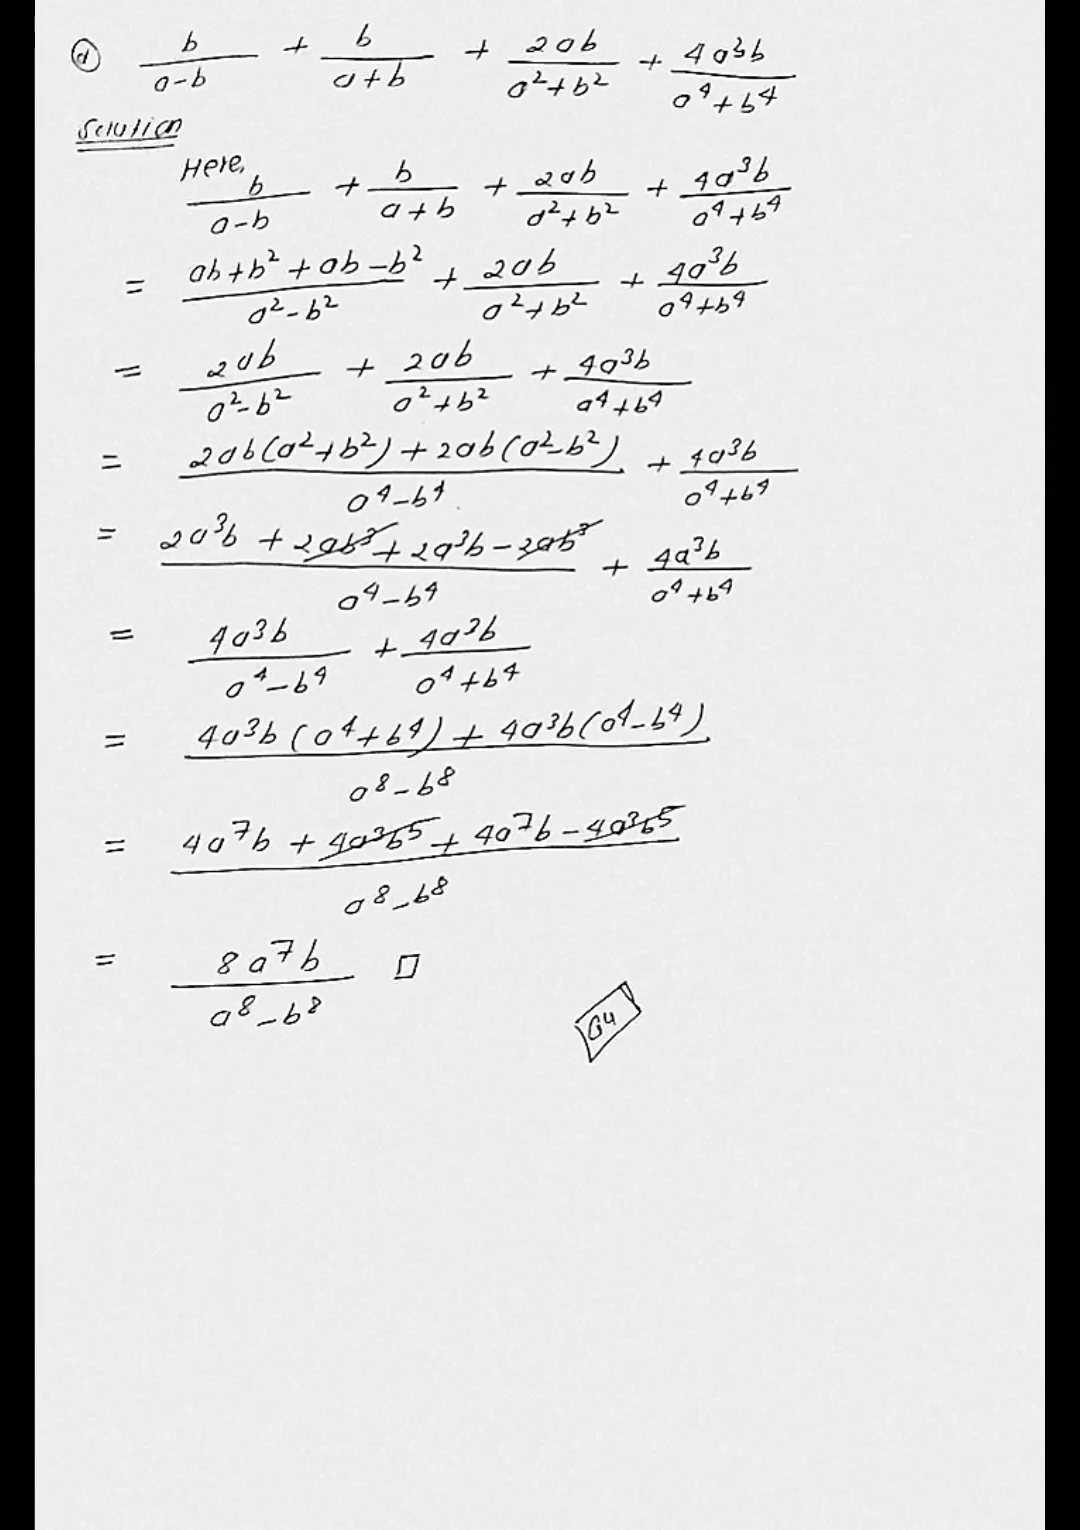 (d) b/(a-b) + b/(a+b) + 2ab/(a²+b²) + 4a³b/(a⁴+b⁴)
Solution
Here,
b/(a-b) + b/(a+b) + 2ab/(a²+b²) + 4a³b/(a⁴+b⁴)
= (ab+b²+ab-b²)/(a²-b²) + 2ab/(a²+b²) + 4a³b/(a⁴+b⁴)
= 2ab/(a²-b²) + 2ab/(a²+b²) + 4a³b/(a⁴+b⁴)
= (2ab(a²+b²)+2ab(a²-b²))/(a⁴-b⁴) + 4a³b/(a⁴+b⁴)
= (2a³b+2ab³+2a³b-2ab³)/(a⁴-b⁴) + 4a³b/(a⁴+b⁴)
= 4a³b/(a⁴-b⁴) + 4a³b/(a⁴+b⁴)
= (4a³b(a⁴+b⁴)+4a³b(a⁴-b⁴))/(a⁸-b⁸)
= (4a⁷b+4a³b⁵+4a⁷b-4a³b⁵)/(a⁸-b⁸)
= 8a⁷b/(a⁸-b⁸) □